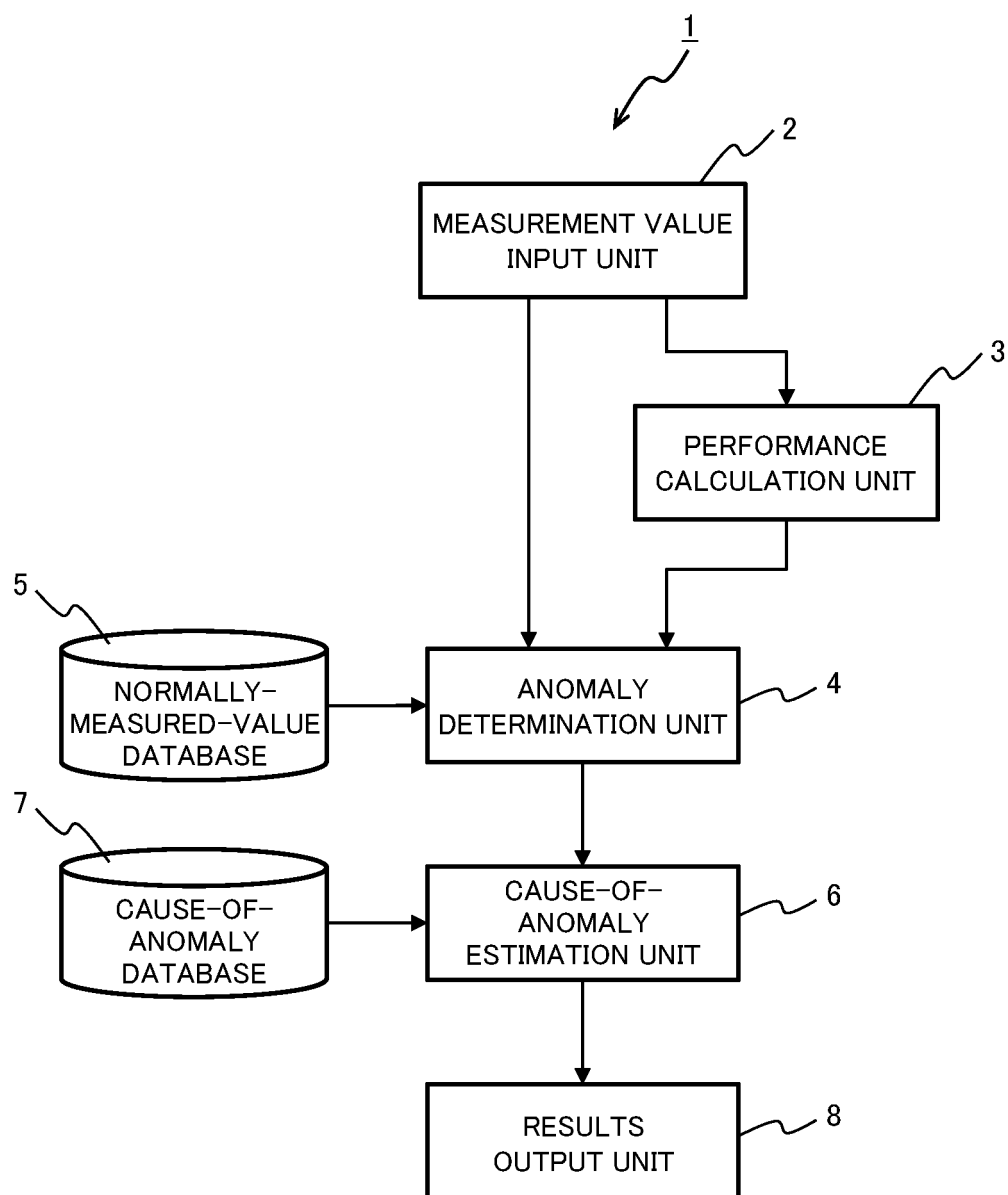 1
2
MEASUREMENT VALUE
INPUT UNIT
3
PERFORMANCE
CALCULATION UNIT
5
NORMALLY-
MEASURED-VALUE
DATABASE
ANOMALY
DETERMINATION UNIT
4
7
CAUSE-OF-
ANOMALY
DATABASE
CAUSE-OF-
ANOMALY
ESTIMATION UNIT
6
RESULTS
OUTPUT UNIT
8